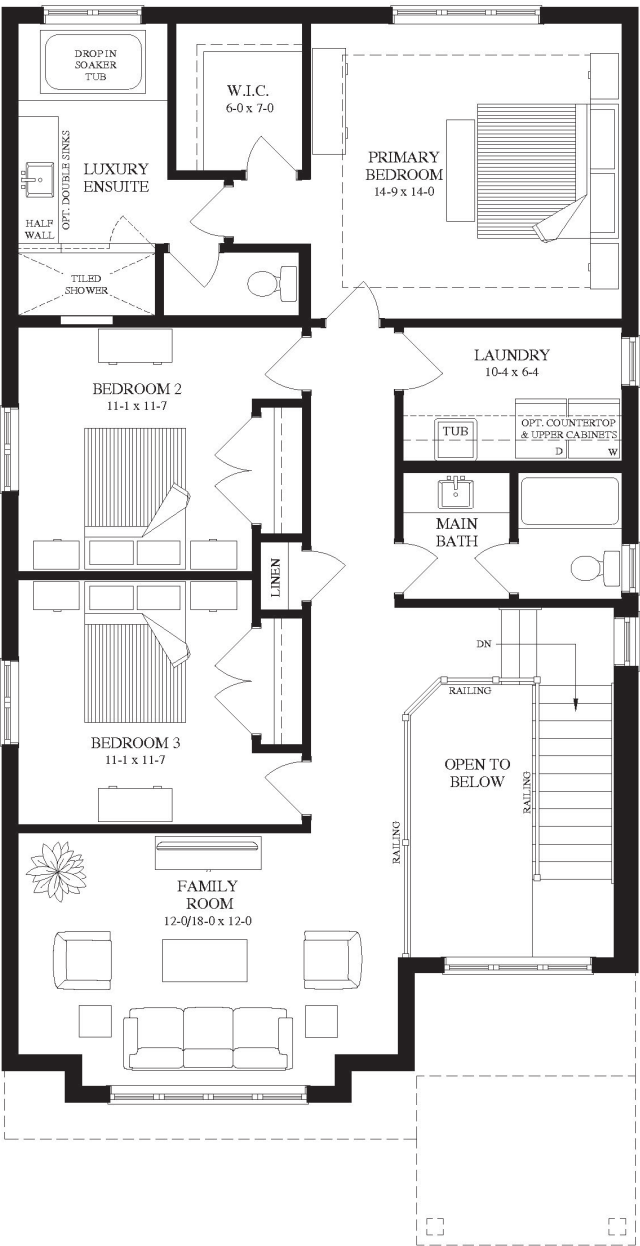 DROP IN
SOAKER
TUB
W.I.C.
6-0 x 7-0
OPT. DOUBLE SINKS
LUXURY
ENSUITE
PRIMARY
BEDROOM
14-9 x 14-0
HALF
WALL
TILED
SHOWER
BEDROOM 2
11-1 x 11-7
LAUNDRY
10-4 x 6-4
TUB
OPT. COUNTERTOP
& UPPER CABINETS
D
W
MAIN
BATH
LINEN
DN
RAILING
BEDROOM 3
11-1 x 11-7
OPEN TO
BELOW
RAILING
RAILING
FAMILY
ROOM
12-0/18-0 x 12-0